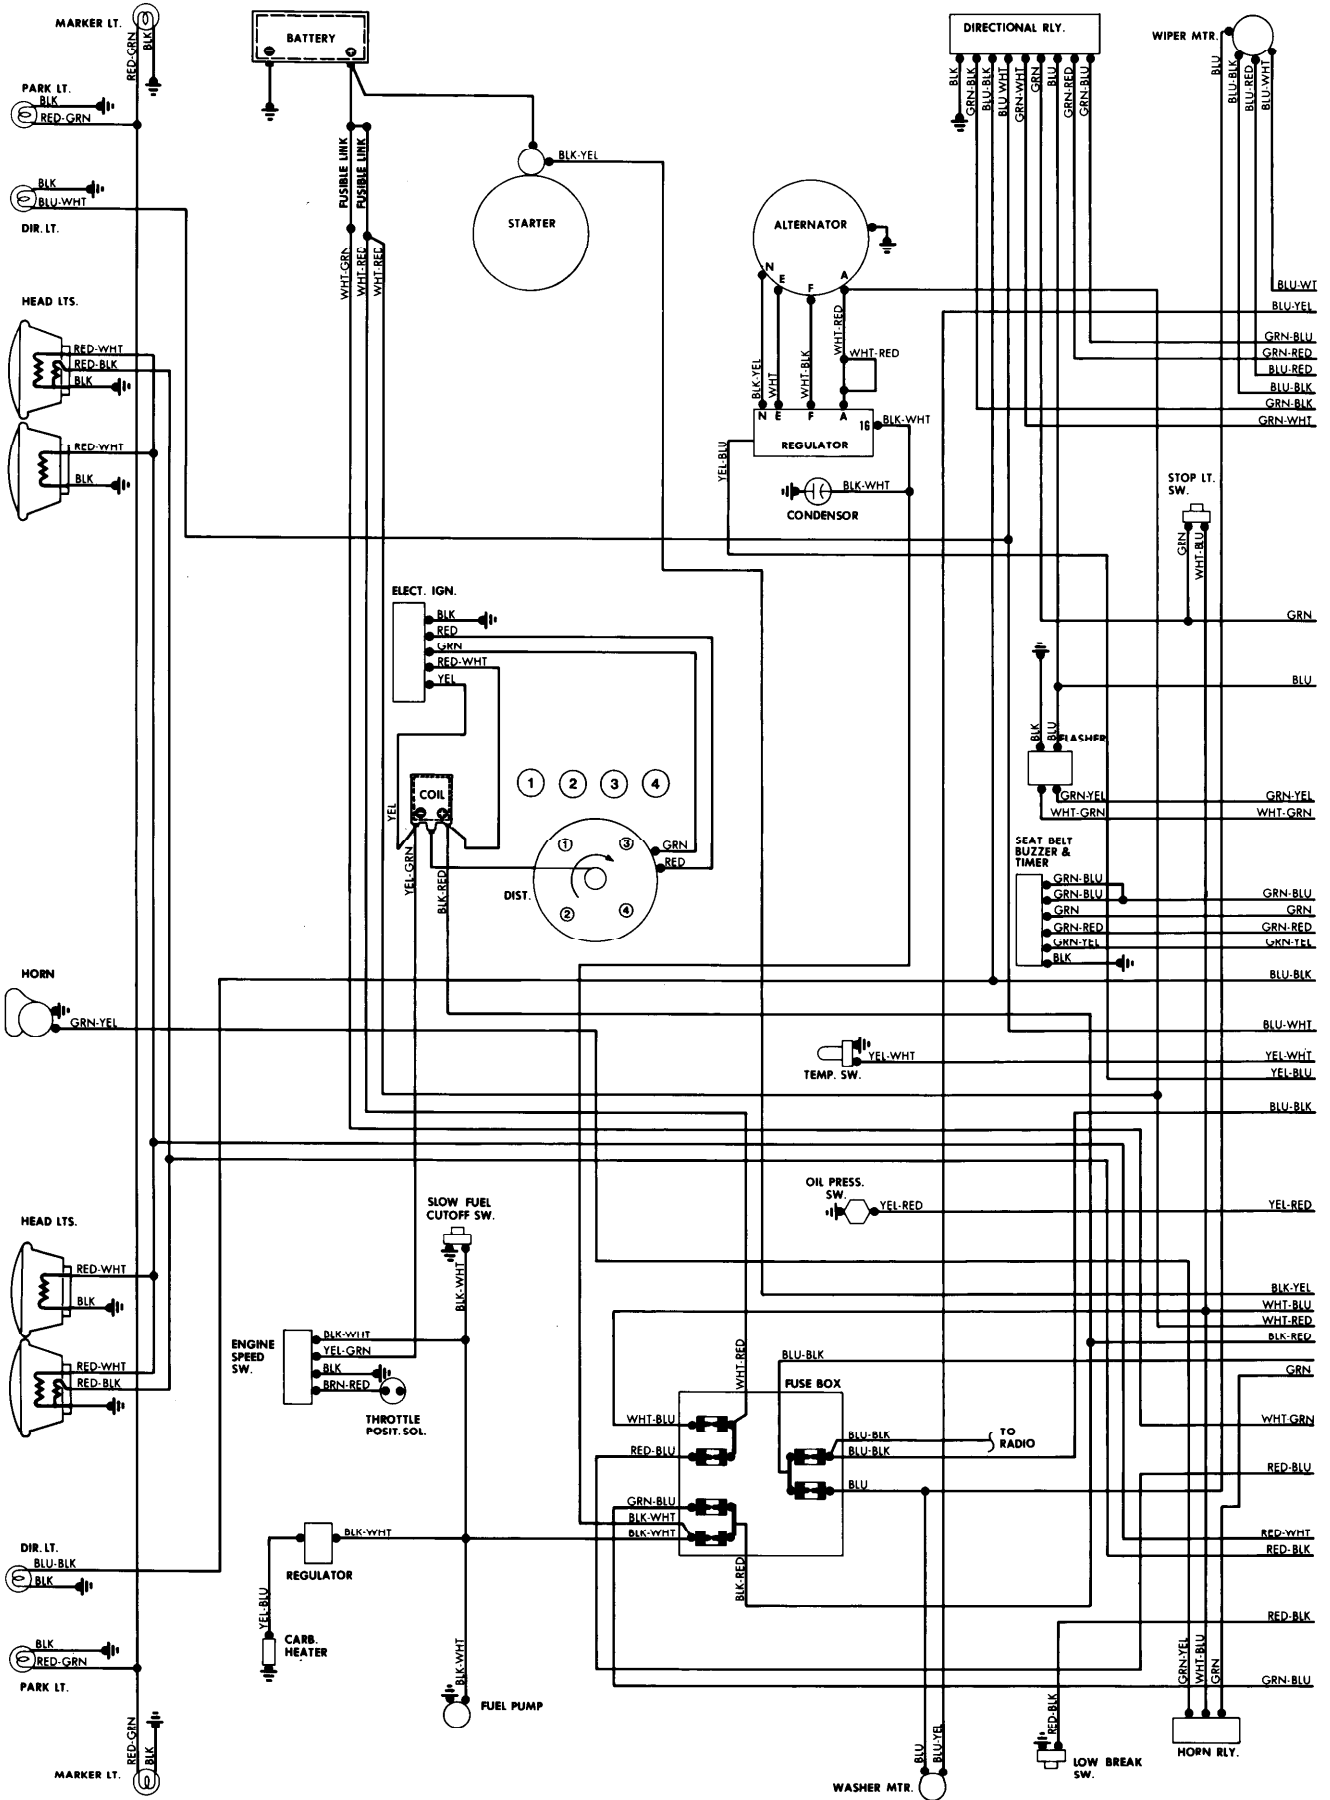 MARKER LT.
RED-GRN
BLK
BATTERY
DIRECTIONAL RLY.
WIPER MTR.
BLK
GRN-BLK
BLU-BLK
BLU WHT
GRN-WHT
GRN
BLU
GRN-RED
GRN-BLU
BLU
BLU-BLK
BLU-RED
BLU-WHT
PARK LT.
BLK
RED-GRN
FUSIBLE LINK
FUSIBLE LINK
BLK-YEL
STARTER
BLK
BLU-WHT
DIR. LT.
WHT-GRN
WHT-RED
WHT-RED
ALTERNATOR
N
E
F
A
BLU-WT
BLU-YEL
GRN-BLU
GRN-RED
BLU-RED
BLU-BLK
GRN-BLK
GRN-WHT
HEAD LTS.
RED-WHT
RED-BLK
BLK
RED-WHT
BLK
BLK-YEL
WHT
WHT-BLK
WHT-RED
WHT-RED
N
E
F
A
16
BLK-WHT
REGULATOR
YEL-BLU
BLK-WHT
CONDENSOR
STOP LT.
SW.
GRN
WHT-BLU
GRN
BLU
ELECT. IGN.
BLK
RED
GRN
RED-WHT
YEL
BLK
BLU
FLASHER
GRN-YEL
WHT-GRN
GRN-YEL
WHT-GRN
COIL
YEL
YEL-GRN
BLK-RED
1
2
3
4
1
3
2
4
GRN
RED
DIST.
SEAT BELT
BUZZER &
TIMER
GRN-BLU
GRN-BLU
GRN
GRN-RED
GRN-YEL
BLK
GRN-BLU
GRN
GRN-RED
GRN-YEL
BLU-BLK
BLU-WHT
YEL-WHT
YEL-BLU
BLU-BLK
HORN
GRN-YEL
TEMP. SW.
YEL-WHT
OIL PRESS.
SW.
YEL-RED
YEL-RED
SLOW FUEL
CUTOFF SW.
BLK-WHT
HEAD LTS.
RED-WHT
BLK
RED-WHT
RED-BLK
ENGINE
SPEED
SW.
BLK-WHT
YEL-GRN
BLK
BRN-RED
THROTTLE
POSIT. SOL.
BLK-YEL
WHT-BLU
WHT-RED
BLK-RED
GRN
WHT-GRN
RED-BLU
RED-WHT
RED-BLK
RED-BLK
GRN-BLU
WHT-RED
BLU-BLK
FUSE BOX
WHT-BLU
RED-BLU
GRN-BLU
BLK-WHT
BLK-WHT
BLK-RED
BLU-BLK
BLU-BLK
BLU
TO
RADIO
DIR. LT.
BLU-BLK
BLK
BLK-WHT
REGULATOR
YEL-BLU
CARB.
HEATER
BLK-WHT
FUEL PUMP
BLK
RED-GRN
PARK LT.
RED-GRN
BLK
MARKER LT.
BLU
BLU-YEL
WASHER MTR.
RED-BLK
LOW BREAK
SW.
GRN-YEL
WHT-BLU
GRN
HORN RLY.